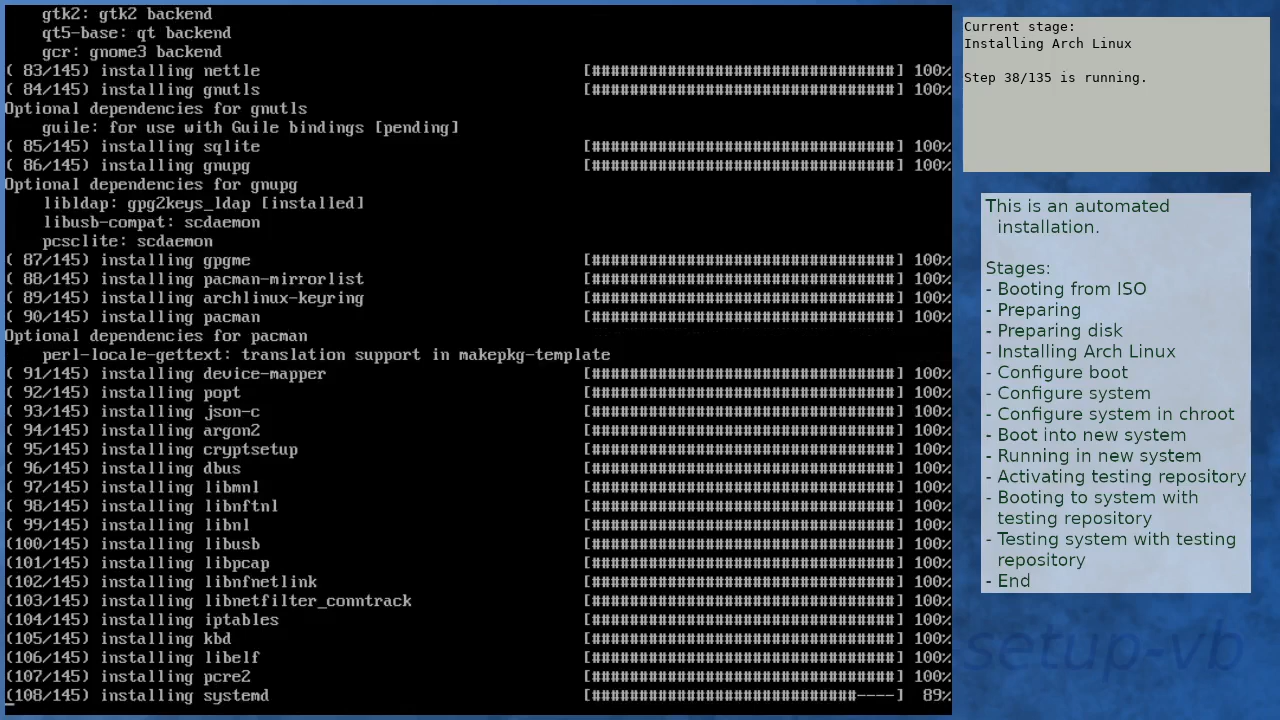 gtk2: gtk2 backend
qt5-base: qt backend
gcr: gnome3 backend
( 83/145) installing nettle [################################] 100%
( 84/145) installing gnutls [################################] 100%
Optional dependencies for gnutls
guile: for use with Guile bindings [pending]
( 85/145) installing sqlite [################################] 100%
( 86/145) installing gnupg [################################] 100%
Optional dependencies for gnupg
libldap: gpg2keys_ldap [installed]
libusb-compat: scdaemon
pcsclite: scdaemon
( 87/145) installing gpgme [################################] 100%
( 88/145) installing pacman-mirrorlist [################################] 100%
( 89/145) installing archlinux-keyring [################################] 100%
( 90/145) installing pacman [################################] 100%
Optional dependencies for pacman
perl-locale-gettext: translation support in makepkg-template
( 91/145) installing device-mapper [################################] 100%
( 92/145) installing popt [################################] 100%
( 93/145) installing json-c [################################] 100%
( 94/145) installing argon2 [################################] 100%
( 95/145) installing cryptsetup [################################] 100%
( 96/145) installing dbus [################################] 100%
( 97/145) installing libmnl [################################] 100%
( 98/145) installing libnftnl [################################] 100%
( 99/145) installing libnl [################################] 100%
(100/145) installing libusb [################################] 100%
(101/145) installing libpcap [################################] 100%
(102/145) installing libnfnetlink [################################] 100%
(103/145) installing libnetfilter_conntrack [################################] 100%
(104/145) installing iptables [################################] 100%
(105/145) installing kbd [################################] 100%
(106/145) installing libelf [################################] 100%
(107/145) installing pcre2 [################################] 100%
(108/145) installing systemd [############################----] 89%
Current stage:
Installing Arch Linux
Step 38/135 is running.
This is an automated
installation.
Stages:
- Booting from ISO
- Preparing
- Preparing disk
- Installing Arch Linux
- Configure boot
- Configure system
- Configure system in chroot
- Boot into new system
- Running in new system
- Activating testing repository
- Booting to system with
testing repository
- Testing system with testing
repository
- End
setup-vb